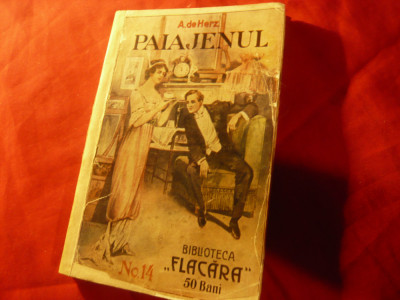 A. de Herz
PAIAJENUL
BIBLIOTECA
No. 14 „FLACĂRA"
50 Bani